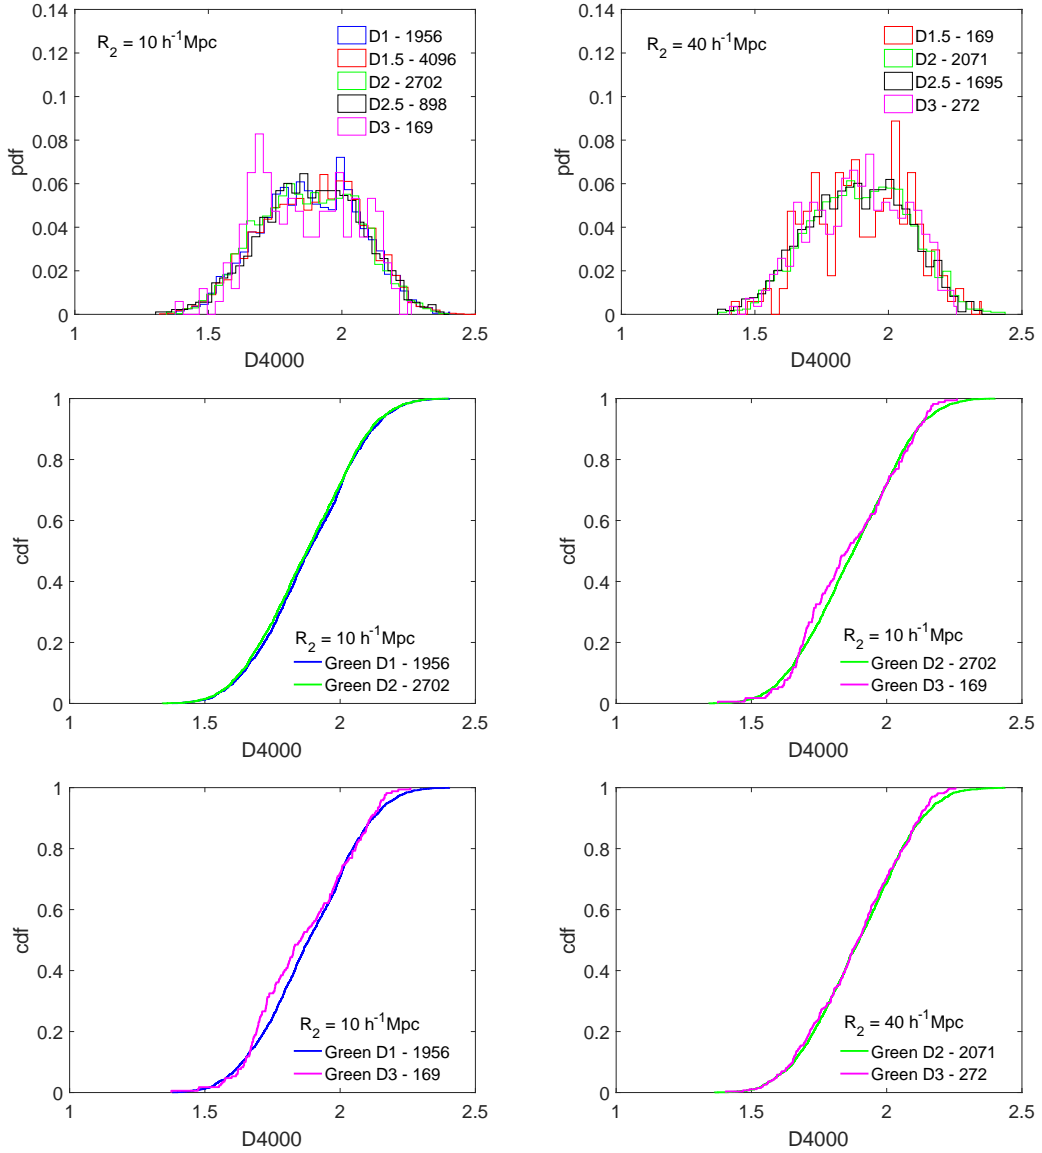 0.14
0.12
0.1
0.08
0.06
0.04
0.02
0
pdf
R2 = 10 h-1Mpc
D1 - 1956
D1.5 - 4096
D2 - 2702
D2.5 - 898
D3 - 169
1 1.5 2 2.5
D4000
0.14
0.12
0.1
0.08
0.06
0.04
0.02
0
pdf
R2 = 40 h-1Mpc
D1.5 - 169
D2 - 2071
D2.5 - 1695
D3 - 272
1 1.5 2 2.5
D4000
1
0.8
0.6
0.4
0.2
0
cdf
R2 = 10 h-1Mpc
Green D1 - 1956
Green D2 - 2702
1 1.5 2 2.5
D4000
1
0.8
0.6
0.4
0.2
0
cdf
R2 = 10 h-1Mpc
Green D2 - 2702
Green D3 - 169
1 1.5 2 2.5
D4000
1
0.8
0.6
0.4
0.2
0
cdf
R2 = 10 h-1Mpc
Green D1 - 1956
Green D3 - 169
1 1.5 2 2.5
D4000
1
0.8
0.6
0.4
0.2
0
cdf
R2 = 40 h-1Mpc
Green D2 - 2071
Green D3 - 272
1 1.5 2 2.5
D4000